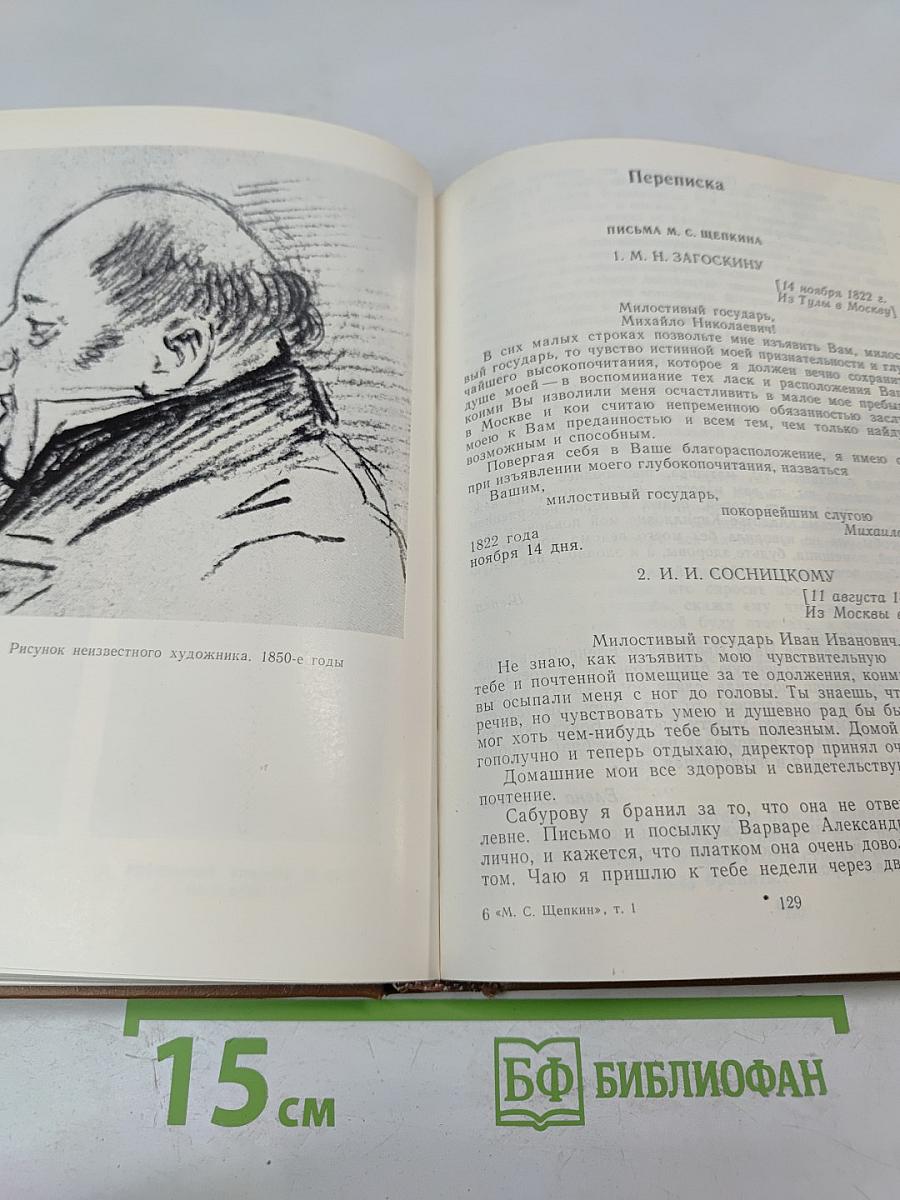 Рисунок неизвестного художника. 1850-е годы
Переписка
ПИСЬМА М. С. ЩЕПКИНА
1. М. Н. ЗАГОСКИНУ
[14 ноября 1822 г.
Из Тулы в Москву]
Милостивый государь,
Михайло Николаевич!
В сих малых строках позвольте мне изъявить Вам, милос
вый государь, то чувство истинной моей признательности и глу
чайшего высокопочитания, которое я должен вечно сохранит
душе моей — в воспоминание тех ласк и расположения Ваш
коими Вы изволили меня осчастливить в малое мое пребы
в Москве и кои считаю непременною обязанностью заслу
моею к Вам преданностью и всем тем, чем только найду
возможным и способным.
Повергая себя в Ваше благорасположение, я имею
при изъявлении моего глубокопочитания, назваться
Вашим,
милостивый государь,
покорнейшим слугою
Михайл
1822 года
ноября 14 дня.
2. И. И. СОСНИЦКОМУ
[11 августа 18
Из Москвы в
Милостивый государь Иван Иванович.
Не знаю, как изъявить мою чувствительную
тебе и почтенной помещице за те одолжения, коими
вы осыпали меня с ног до головы. Ты знаешь, чт
речив, но чувствовать умею и душевно рад бы бы
мог хоть чем-нибудь тебе быть полезным. Домой
гополучно и теперь отдыхаю, директор принял оч
Домашние мои все здоровы и свидетельствую
почтение.
Сабурову я бранил за то, что она не отве
левне. Письмо и посылку Варваре Александр
лично, и кажется, что платком она очень довол
том. Чаю я пришлю к тебе недели через дв
6 «М. С. Щепкин», т. 1
129
15 см
БФ БИБЛИОФАН